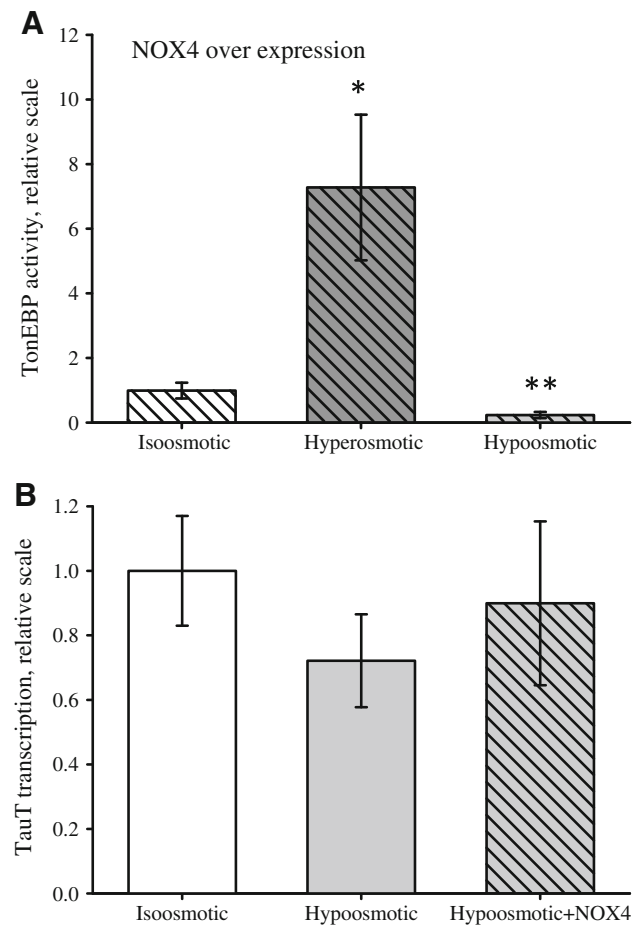 A
NOX4 over expression
TonEBP activity, relative scale
12
10
8
6
4
2
0
*
**
Isoosmotic
Hyperosmotic
Hypoosmotic
B
TauT transcription, relative scale
1.2
1.0
0.8
0.6
0.4
0.2
0.0
Isoosmotic
Hypoosmotic
Hypoosmotic+NOX4